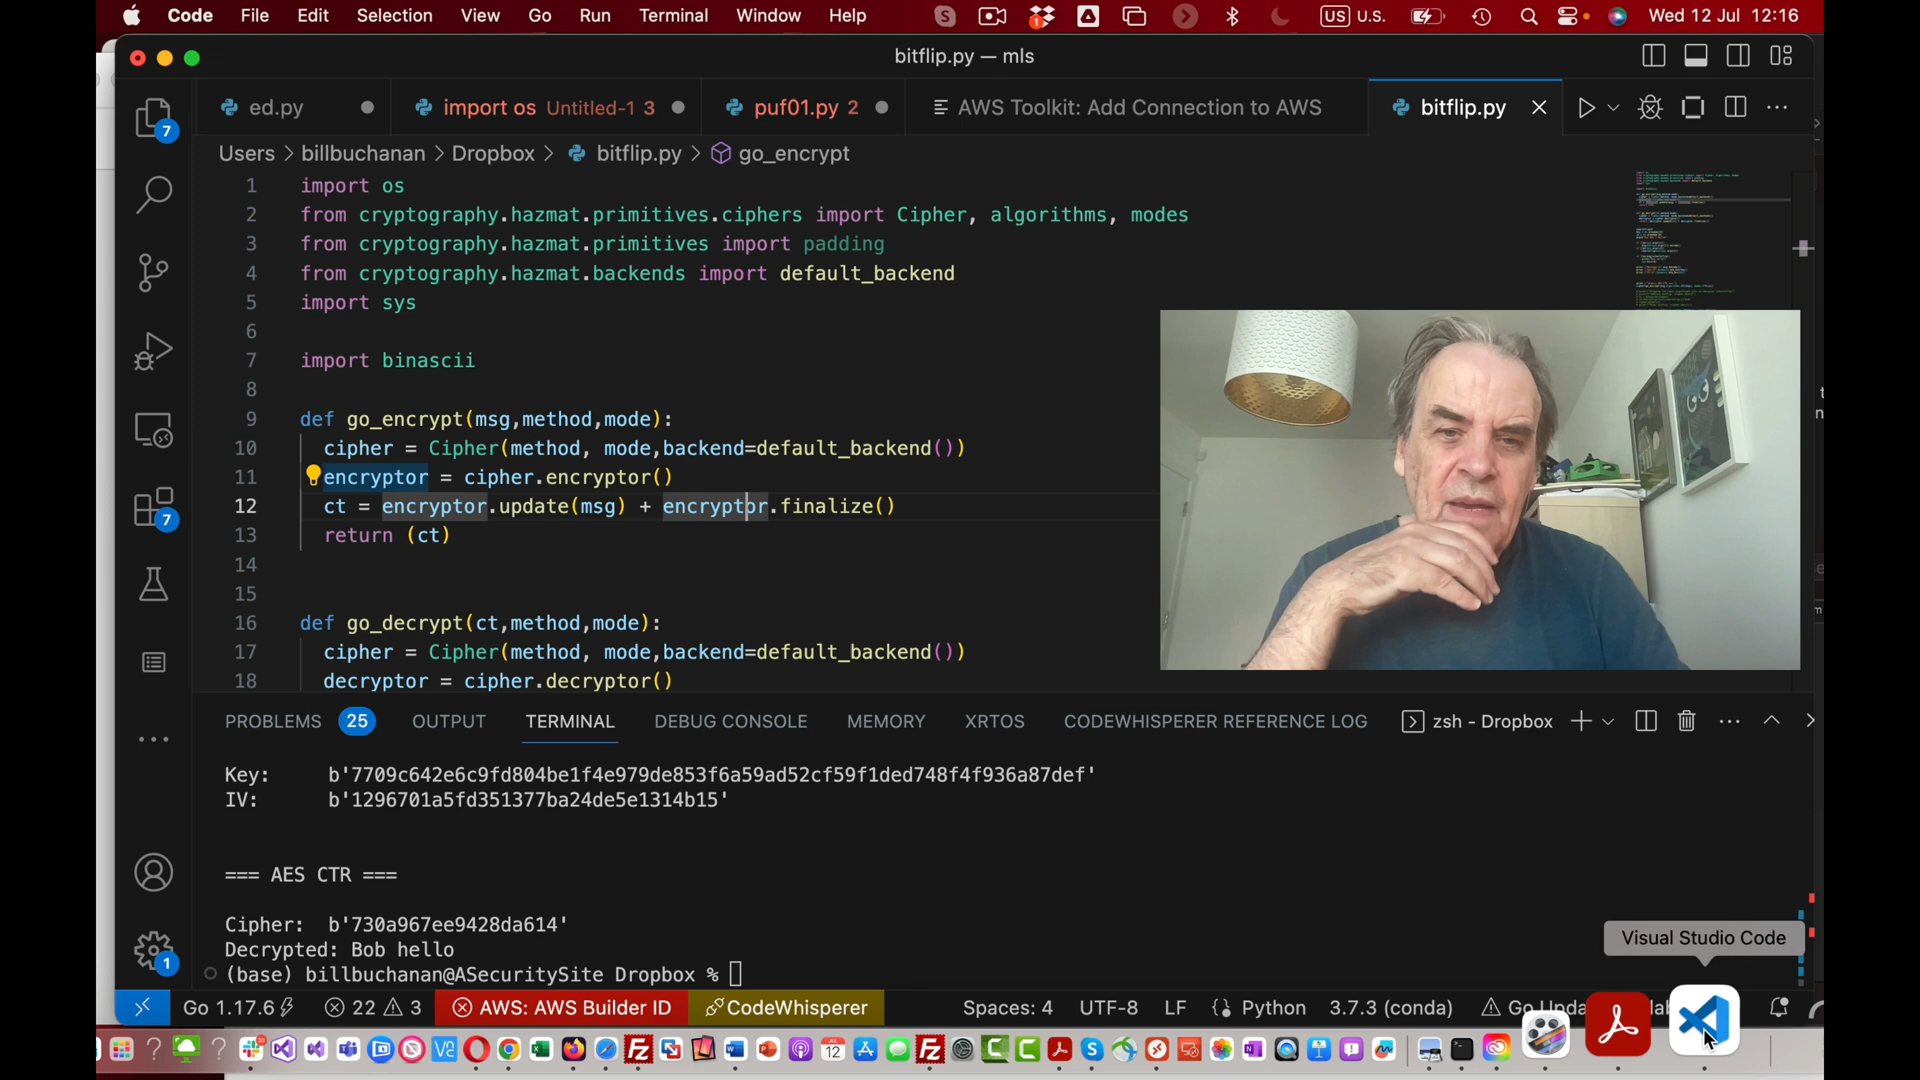 Code File Edit Selection View Go Run Terminal Window Help US U.S. Wed 12 Jul 12:16
bitflip.py — mls
ed.py import os Untitled-1 3 puf01.py 2 AWS Toolkit: Add Connection to AWS bitflip.py
Users > billbuchanan > Dropbox > bitflip.py > go_encrypt
1 import os
2 from cryptography.hazmat.primitives.ciphers import Cipher, algorithms, modes
3 from cryptography.hazmat.primitives import padding
4 from cryptography.hazmat.backends import default_backend
5 import sys
6
7 import binascii
8
9 def go_encrypt(msg,method,mode):
10 cipher = Cipher(method, mode,backend=default_backend())
11 encryptor = cipher.encryptor()
12 ct = encryptor.update(msg) + encryptor.finalize()
13 return (ct)
14
15
16 def go_decrypt(ct,method,mode):
17 cipher = Cipher(method, mode,backend=default_backend())
18 decryptor = cipher.decryptor()
7
7
1
PROBLEMS 25 OUTPUT TERMINAL DEBUG CONSOLE MEMORY XRTOS CODEWHISPERER REFERENCE LOG zsh - Dropbox
Key: b'7709c642e6c9fd804be1f4e979de853f6a59ad52cf59f1ded748f4f936a87def'
IV: b'1296701a5fd351377ba24de5e1314b15'
=== AES CTR ===
Cipher: b'730a967ee9428da614'
Decrypted: Bob hello
(base) billbuchanan@ASecuritySite Dropbox %
Visual Studio Code
Go 1.17.6 22 3 AWS: AWS Builder ID CodeWhisperer Spaces: 4 UTF-8 LF Python 3.7.3 (conda)